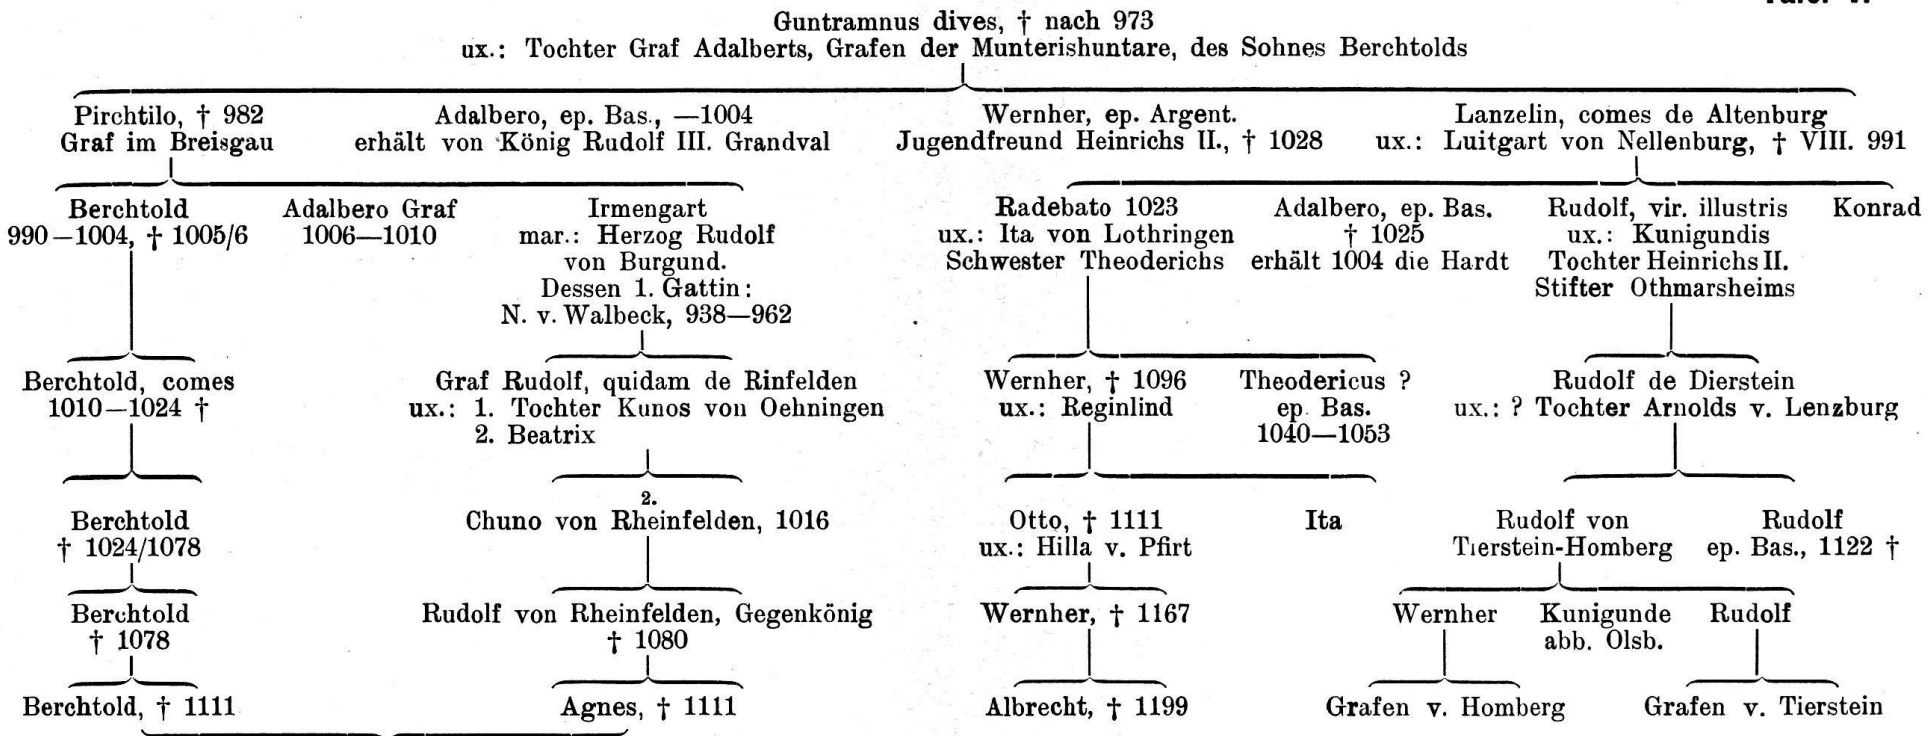 Guntramnus dives, † nach 973
ux.: Tochter Graf Adalberts, Grafen der Munterishuntare, des Sohnes Berchtolds
Pirchtilo, † 982
Graf im Breisgau
Adalbero, ep. Bas., —1004
erhält von König Rudolf III. Grandval
Wernher, ep. Argent.
Jugendfreund Heinrichs II., † 1028
Lanzelin, comes de Altenburg
ux.: Luitgart von Nellenburg, † VIII. 991
Berchtold
990—1004, † 1005/6
Adalbero Graf
1006—1010
Irmengart
mar.: Herzog Rudolf
von Burgund.
Dessen 1. Gattin:
N. v. Walbeck, 938—962
Radebato 1023
ux.: Ita von Lothringen
Schwester Theoderichs
Adalbero, ep. Bas.
† 1025
erhält 1004 die Hardt
Rudolf, vir. illustris
ux.: Kunigundis
Tochter Heinrichs II.
Stifter Othmarsheims
Konrad
Berchtold, comes
1010—1024 †
Graf Rudolf, quidam de Rinfelden
ux.: 1. Tochter Kunos von Oehningen
2. Beatrix
Wernher, † 1096
ux.: Reginlind
Theodericus ?
ep. Bas.
1040—1053
Rudolf de Dierstein
ux.: ? Tochter Arnolds v. Lenzburg
Berchtold
† 1024/1078
2.
Chuno von Rheinfelden, 1016
Otto, † 1111
ux.: Hilla v. Pfirt
Ita
Rudolf von
Tierstein-Homberg
Rudolf
ep. Bas., 1122 †
Berchtold
† 1078
Rudolf von Rheinfelden, Gegenkönig
† 1080
Wernher, † 1167
Wernher
Kunigunde
abb. Olsb.
Rudolf
Berchtold, † 1111
Agnes, † 1111
Albrecht, † 1199
Grafen v. Homberg
Grafen v. Tierstein